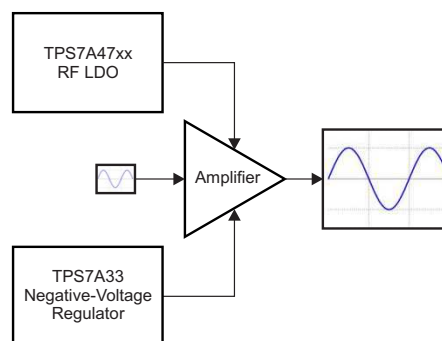 TPS7A47xx
RF LDO
Amplifier
TPS7A33
Negative-Voltage
Regulator